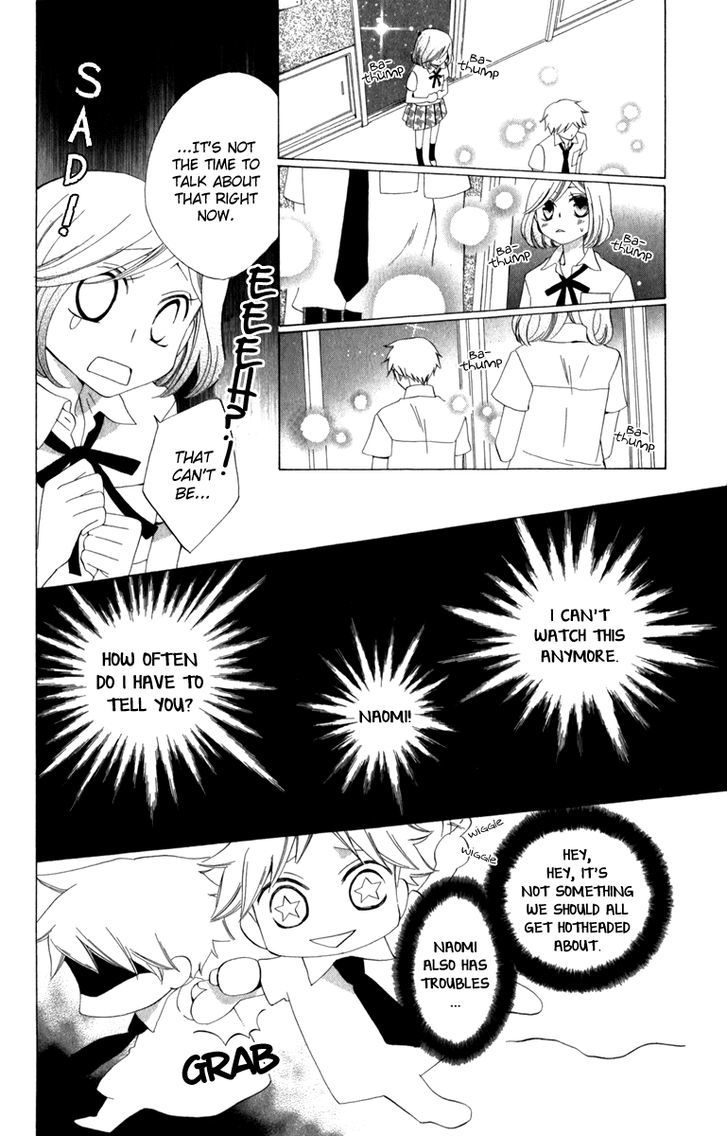 Ba-
thump
Ba-
thump
Ba-
thump
Ba-
thump
Ba-
thump
Ba-
thump
...IT'S NOT
THE TIME TO
TALK ABOUT
THAT RIGHT
NOW.
SAD!
EEEEH?!
THAT
CAN'T
BE...
I CAN'T
WATCH THIS
ANYMORE.
NAOMI!
HOW OFTEN
DO I HAVE TO
TELL YOU?
HEY,
HEY, IT'S
NOT SOMETHING
WE SHOULD ALL
GET HOTHEADED
ABOUT.
WIGGLE
WIGGLE
NAOMI
ALSO HAS
TROUBLES
...
GRAB